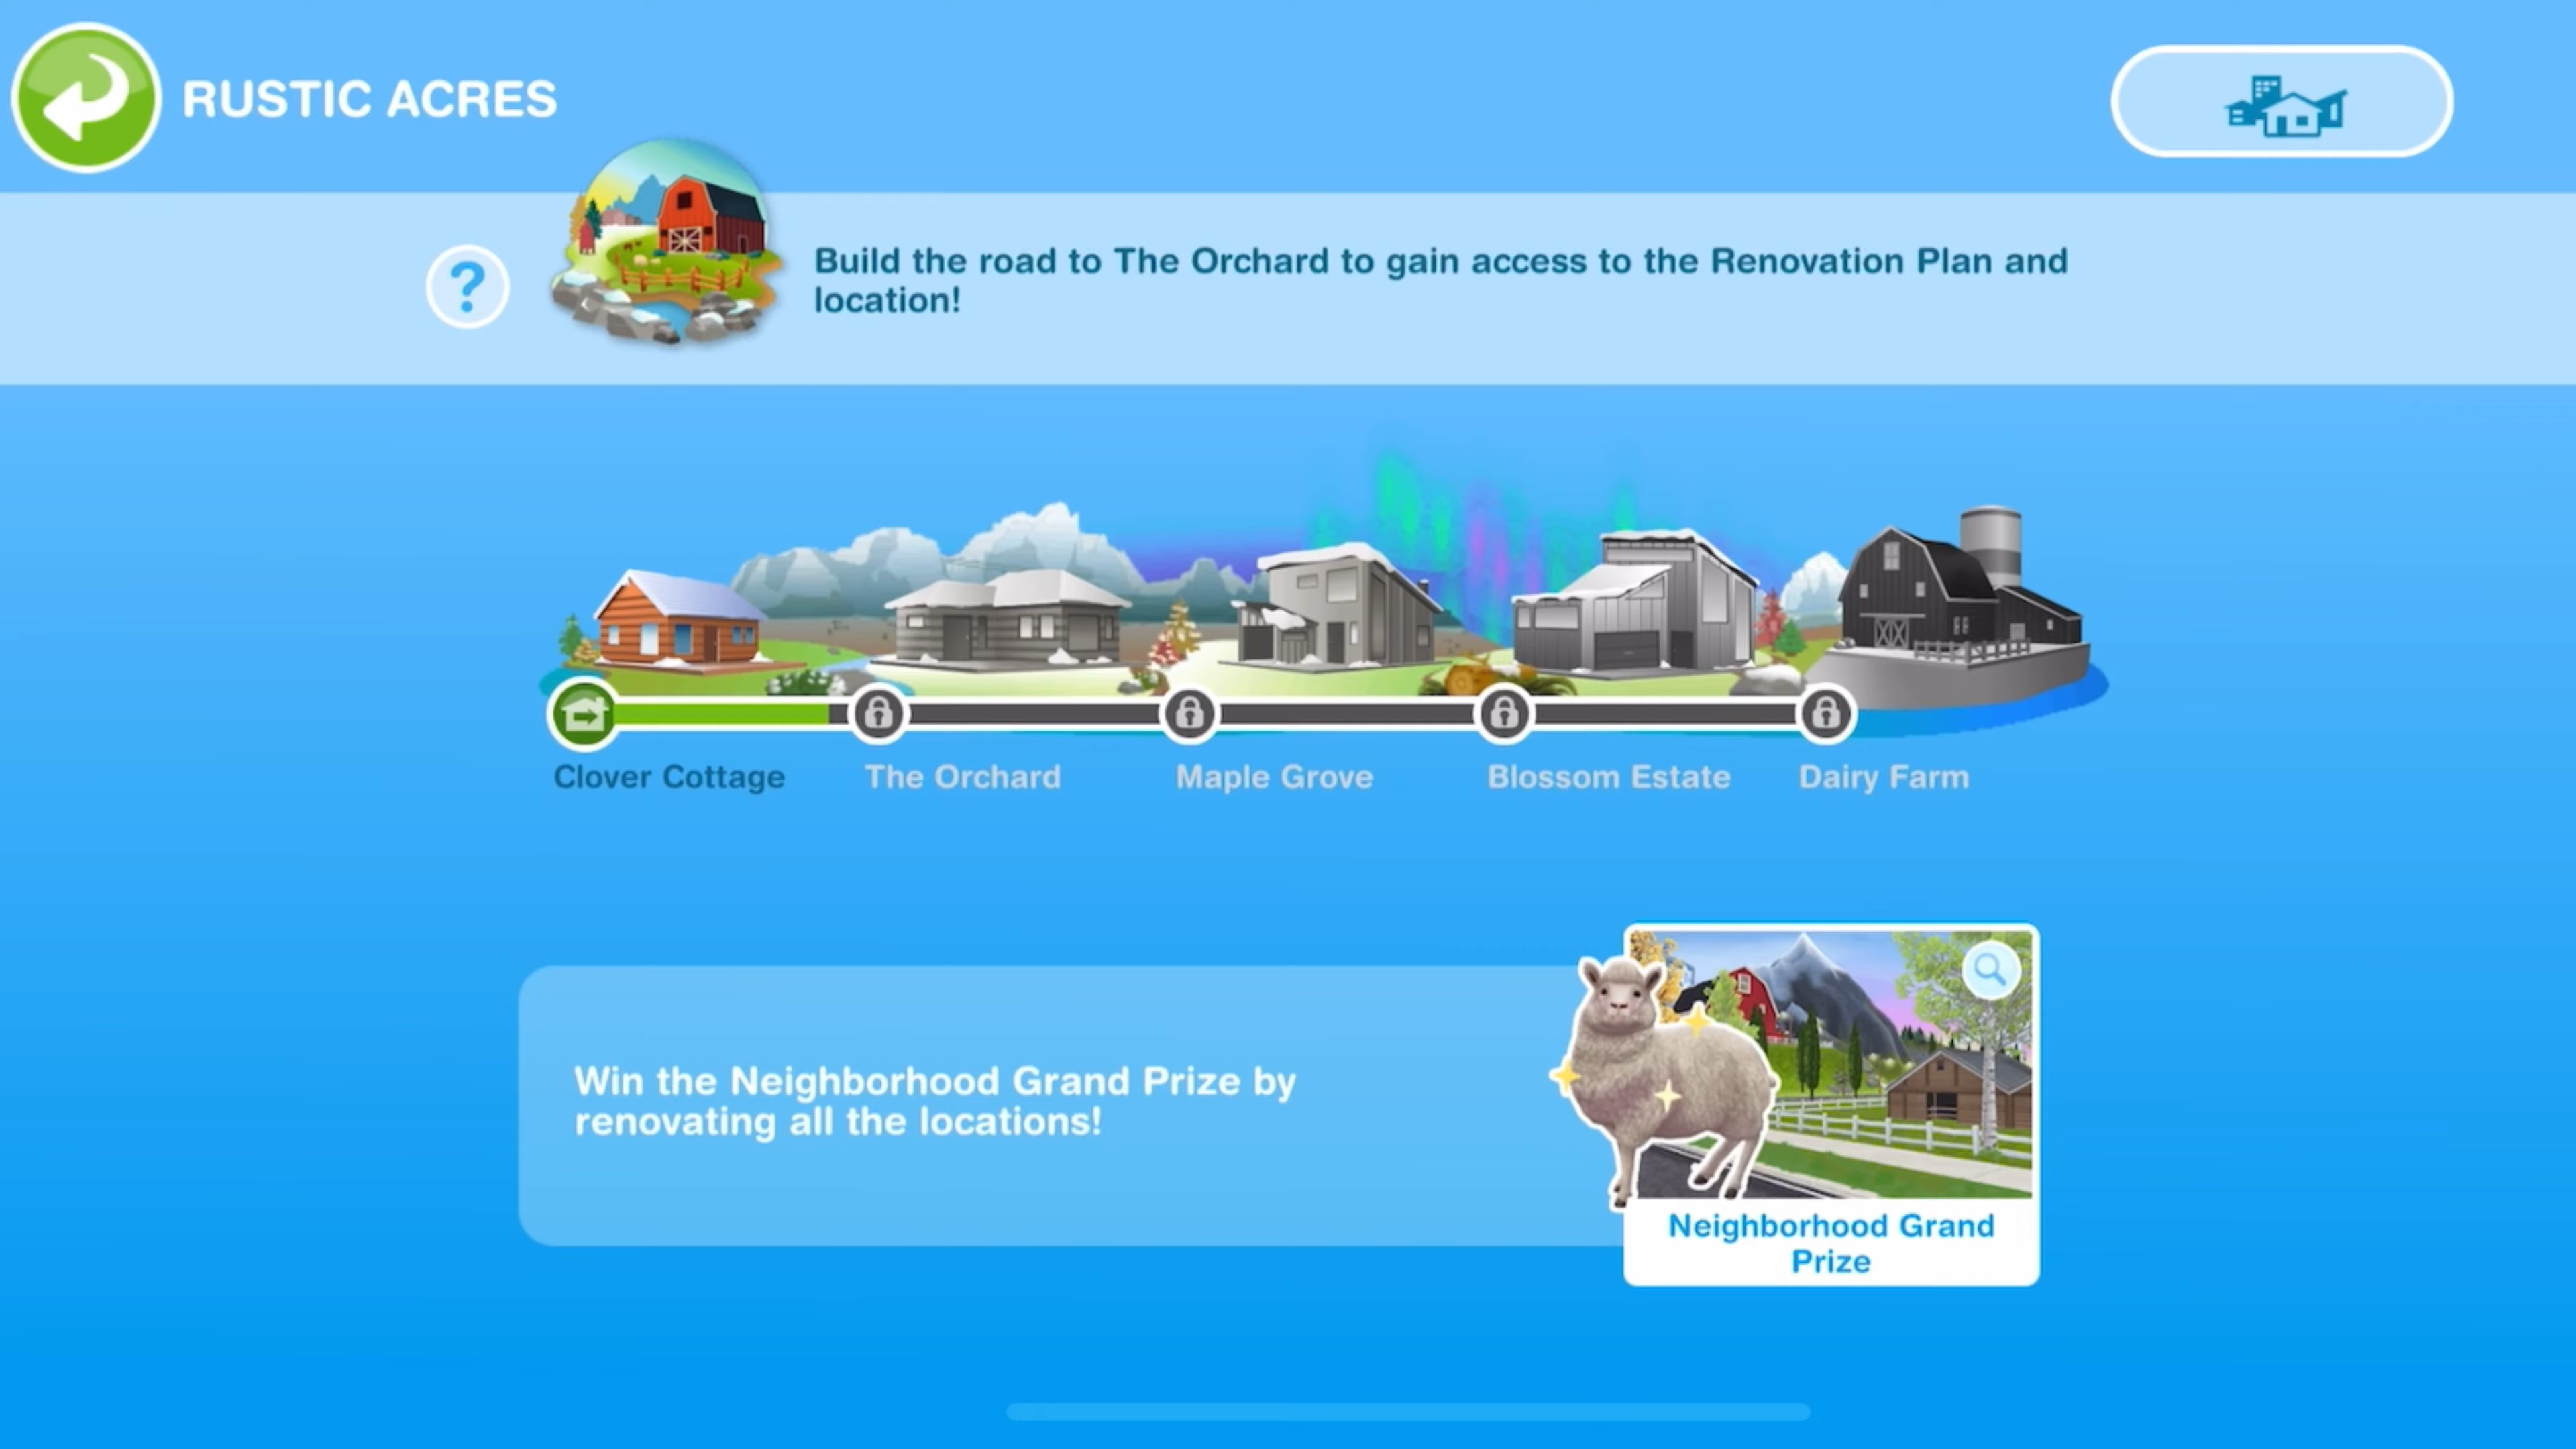 RUSTIC ACRES
?
Build the road to The Orchard to gain access to the Renovation Plan and
location!
Clover Cottage
The Orchard
Maple Grove
Blossom Estate
Dairy Farm
Win the Neighborhood Grand Prize by
renovating all the locations!
Neighborhood Grand
Prize